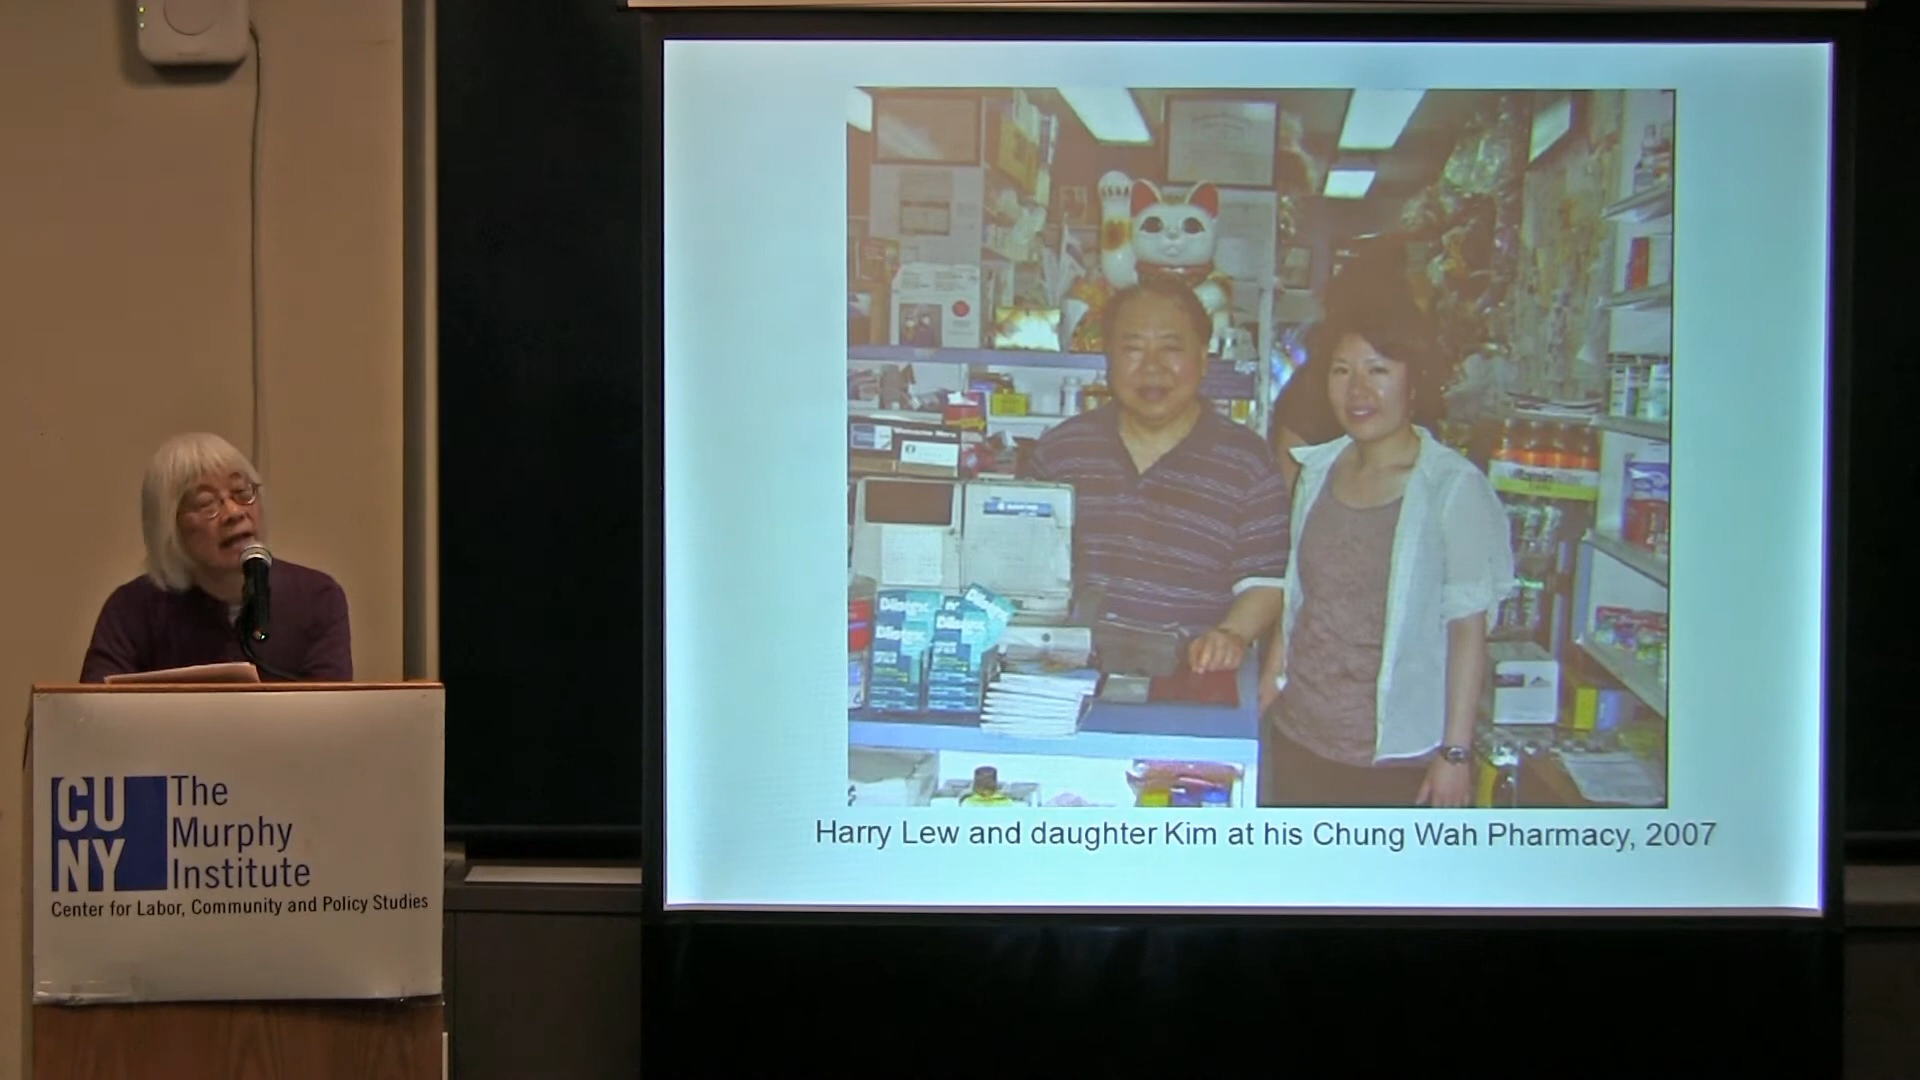 CU
NY
The
Murphy
Institute
Center for Labor, Community and Policy Studies
Harry Lew and daughter Kim at his Chung Wah Pharmacy, 2007